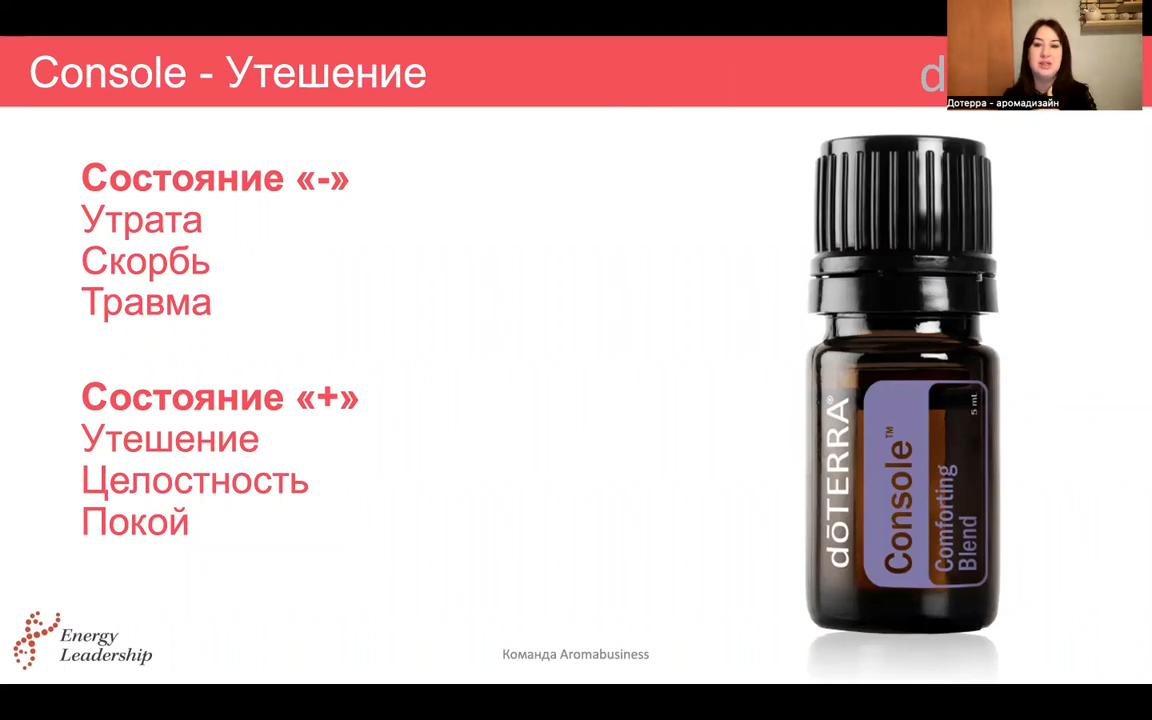 Console - Утешение
d
Дотерра - аромадизайн
Состояние «-»
Утрата
Скорбь
Травма
Состояние «+»
Утешение
Целостность
Покой
dōTERRA®
Console™
Comforting
Blend
5 mL
Energy
Leadership
Команда Aromabusiness